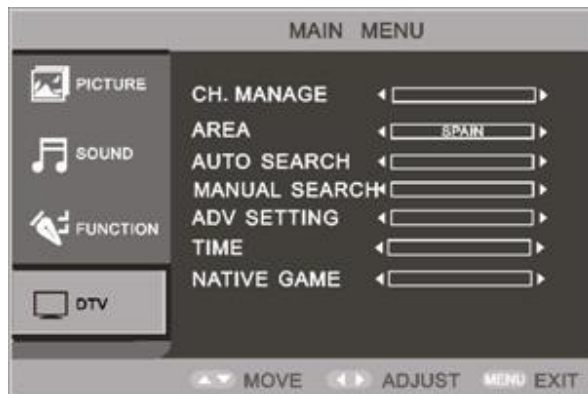 MAIN MENU
PICTURE
SOUND
FUNCTION
DTV
CH. MANAGE
AREA SPAIN
AUTO SEARCH
MANUAL SEARCH
ADV SETTING
TIME
NATIVE GAME
MOVE ADJUST MENU EXIT